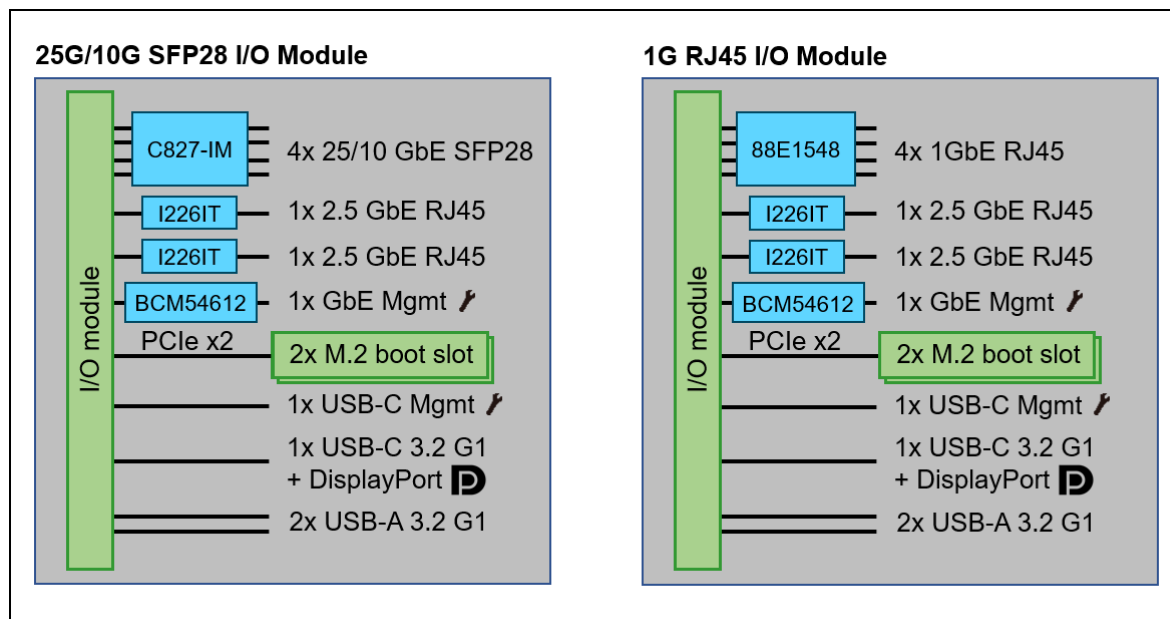 25G/10G SFP28 I/O Module
I/O module
C827-IM
4x 25/10 GbE SFP28
I226IT
1x 2.5 GbE RJ45
I226IT
1x 2.5 GbE RJ45
BCM54612
1x GbE Mgmt
PCIe x2
2x M.2 boot slot
1x USB-C Mgmt
1x USB-C 3.2 G1
+ DisplayPort
2x USB-A 3.2 G1
1G RJ45 I/O Module
I/O module
88E1548
4x 1GbE RJ45
I226IT
1x 2.5 GbE RJ45
I226IT
1x 2.5 GbE RJ45
BCM54612
1x GbE Mgmt
PCIe x2
2x M.2 boot slot
1x USB-C Mgmt
1x USB-C 3.2 G1
+ DisplayPort
2x USB-A 3.2 G1